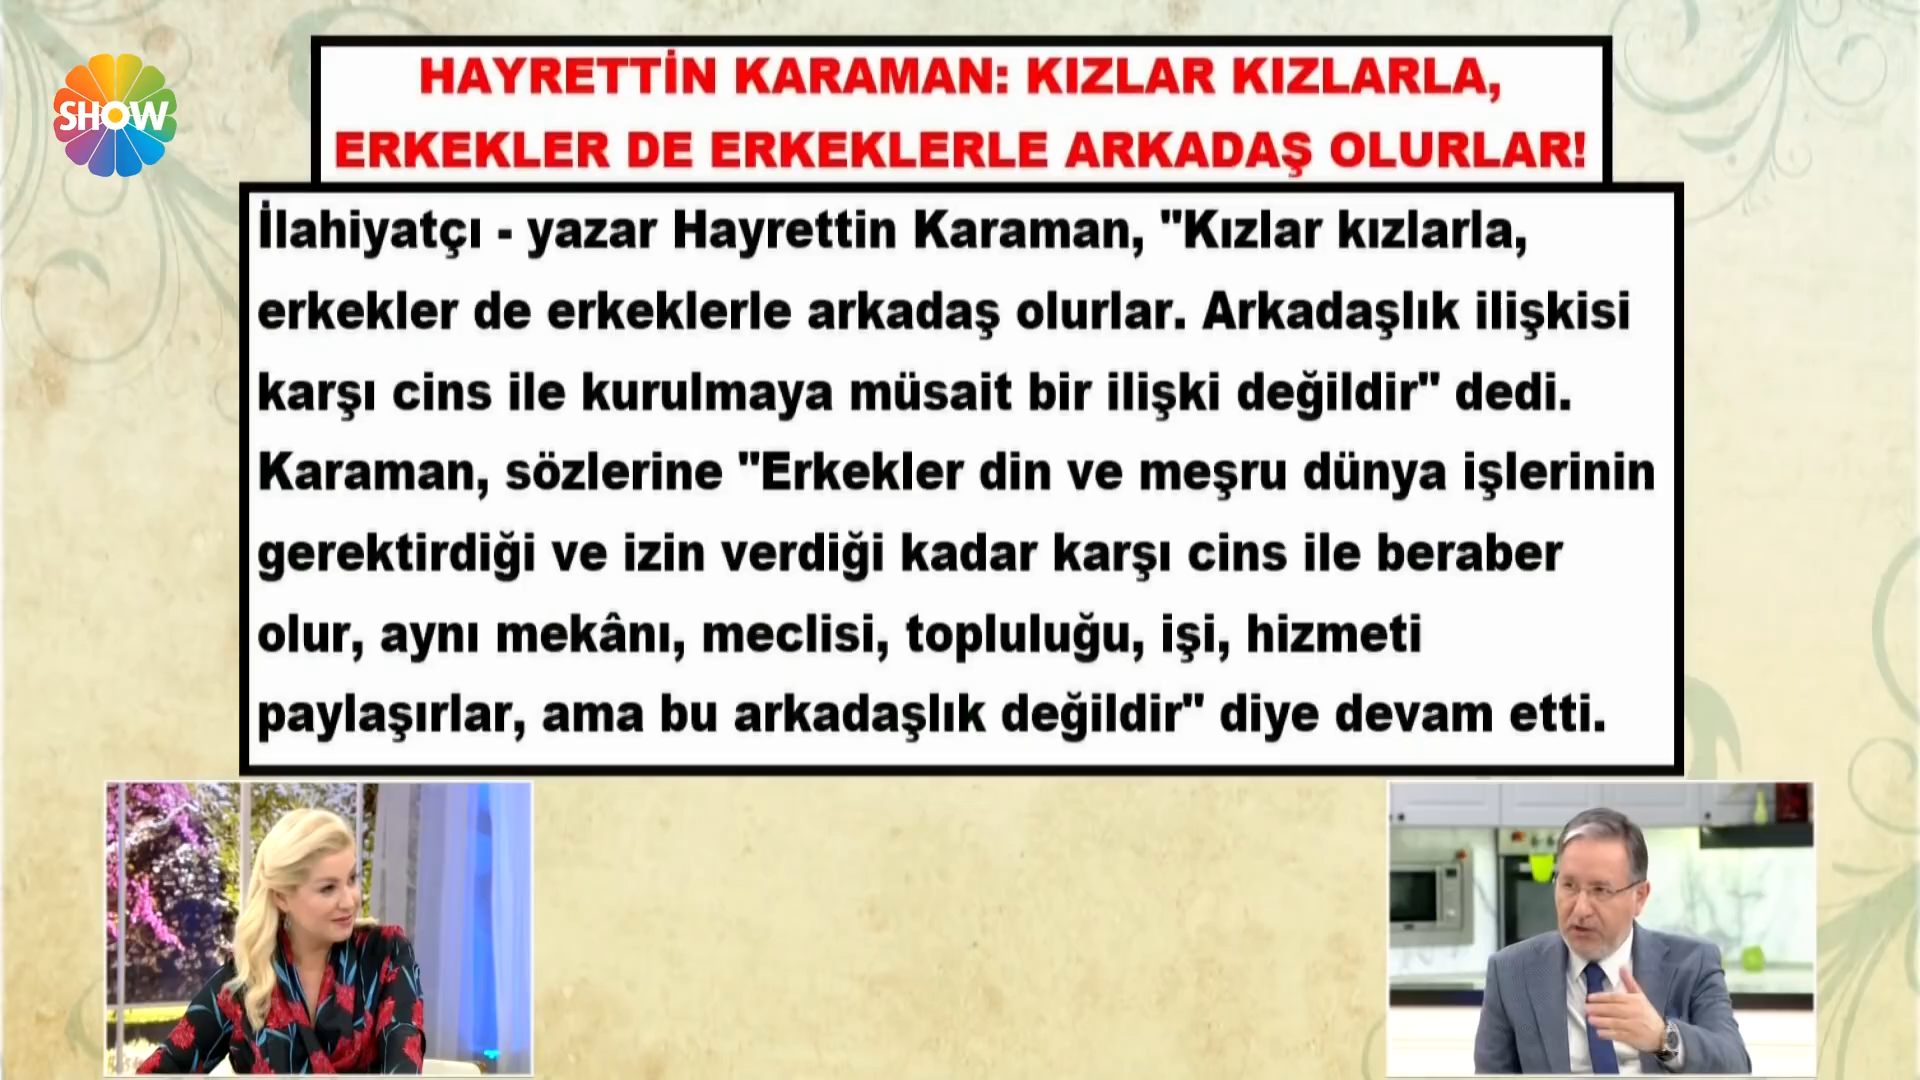 SHOW
HAYRETTİN KARAMAN: KIZLAR KIZLARLA,
ERKEKLER DE ERKEKLERLE ARKADAŞ OLURLAR!
İlahiyatçı - yazar Hayrettin Karaman, "Kızlar kızlarla,
erkekler de erkeklerle arkadaş olurlar. Arkadaşlık ilişkisi
karşı cins ile kurulmaya müsait bir ilişki değildir" dedi.
Karaman, sözlerine "Erkekler din ve meşru dünya işlerinin
gerektirdiği ve izin verdiği kadar karşı cins ile beraber
olur, aynı mekânı, meclisi, topluluğu, işi, hizmeti
paylaşırlar, ama bu arkadaşlık değildir" diye devam etti.